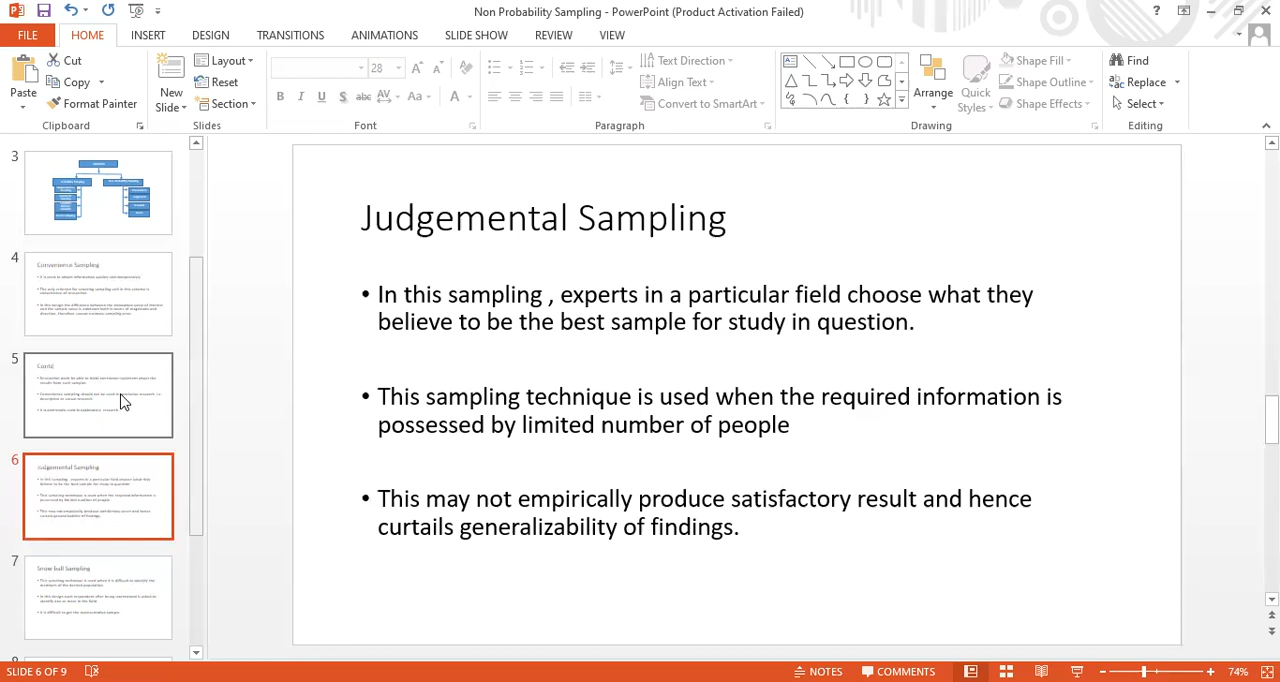 Non Probability Sampling - PowerPoint (Product Activation Failed)
FILE HOME INSERT DESIGN TRANSITIONS ANIMATIONS SLIDE SHOW REVIEW VIEW
Paste
Cut
Copy
Format Painter
Clipboard
New
Slide
Layout
Reset
Section
Slides
28
Font
Text Direction
Align Text
Convert to SmartArt
Paragraph
Arrange
Quick
Styles
Shape Fill
Shape Outline
Shape Effects
Drawing
Find
Replace
Select
Editing
3
4
Convenience Sampling
5
Contd
6
Judgemental Sampling
7
Snow ball Sampling
Judgemental Sampling
• In this sampling , experts in a particular field choose what they
believe to be the best sample for study in question.
• This sampling technique is used when the required information is
possessed by limited number of people
• This may not empirically produce satisfactory result and hence
curtails generalizability of findings.
SLIDE 6 OF 9
NOTES
COMMENTS
74%